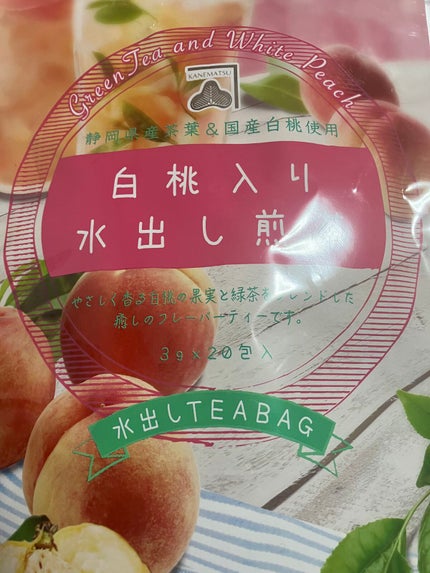 Green Tea and White Peach
KANEMATSU
静岡県産茶葉&国産白桃使用
白桃入り
水出し煎
やさしく香る白桃の果実と緑茶をブレンドした
癒しのフレーバーティーです。
3g×20包入
水出しTEABAG